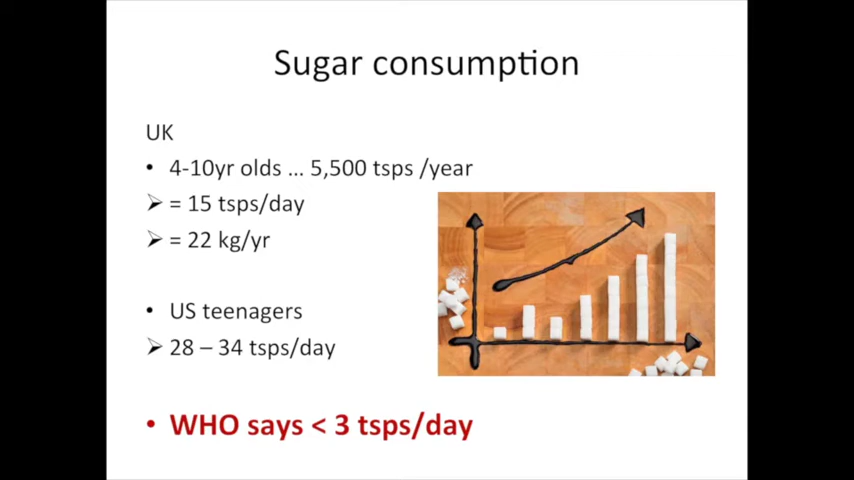 Sugar consumption
UK
• 4-10yr olds ... 5,500 tsps /year
➢ = 15 tsps/day
➢ = 22 kg/yr
• US teenagers
➢ 28 – 34 tsps/day
• WHO says < 3 tsps/day